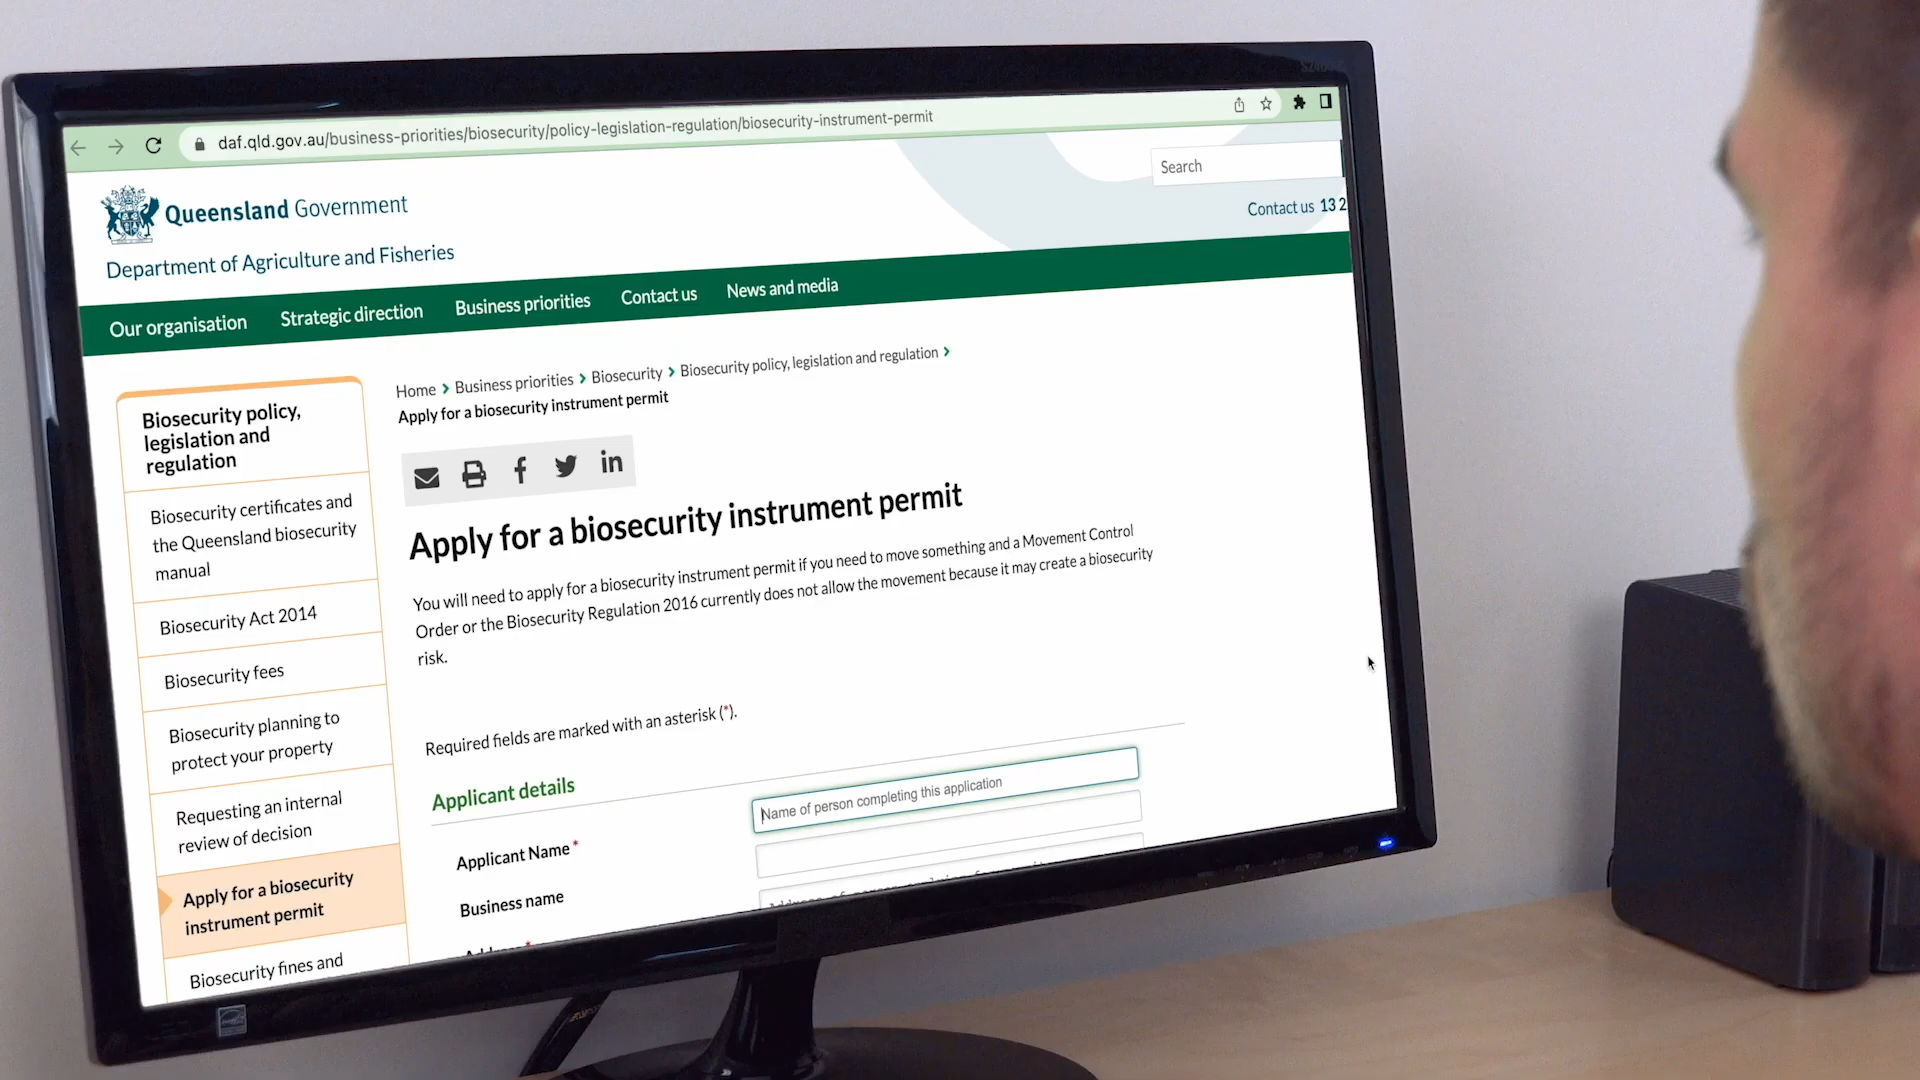 daf.qld.gov.au/business-priorities/biosecurity/policy-legislation-regulation/biosecurity-instrument-permit
Search
Queensland Government
Contact us 13 2
Department of Agriculture and Fisheries
Our organisation Strategic direction Business priorities Contact us News and media
Home > Business priorities > Biosecurity > Biosecurity policy, legislation and regulation >
Apply for a biosecurity instrument permit
Biosecurity policy,
legislation and
regulation
Biosecurity certificates and
the Queensland biosecurity
manual
Biosecurity Act 2014
Biosecurity fees
Biosecurity planning to
protect your property
Requesting an internal
review of decision
Apply for a biosecurity
instrument permit
Biosecurity fines and
Apply for a biosecurity instrument permit
You will need to apply for a biosecurity instrument permit if you need to move something and a Movement Control
Order or the Biosecurity Regulation 2016 currently does not allow the movement because it may create a biosecurity
risk.
Required fields are marked with an asterisk (*).
Applicant details
Applicant Name *
Name of person completing this application
Business name